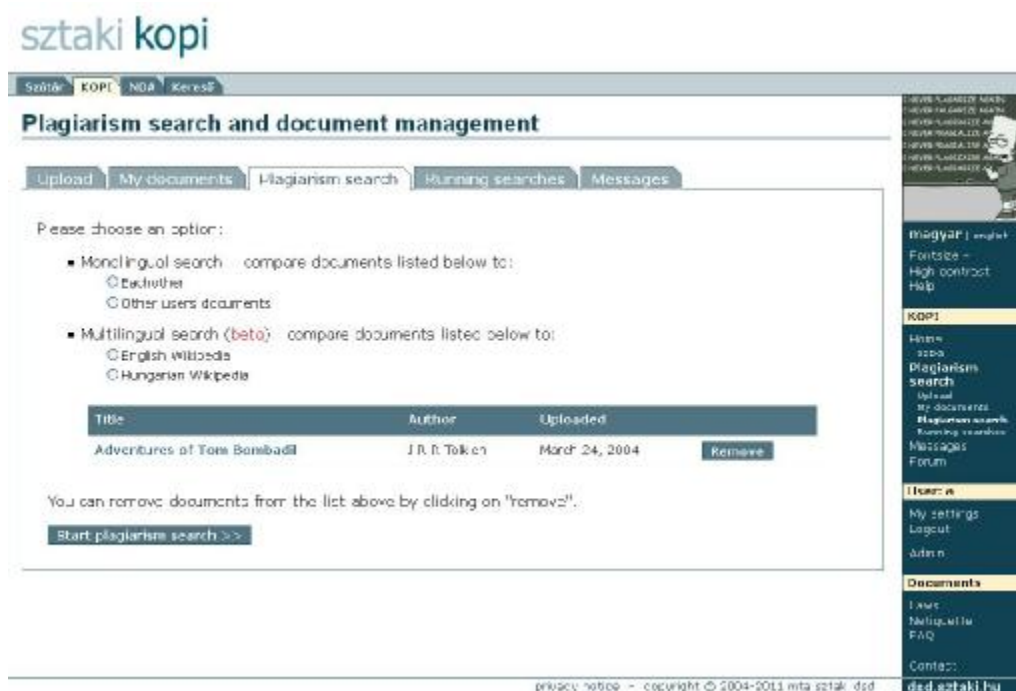 sztaki kopi
Szótár KOPI NDA Kereső
Plagiarism search and document management
Upload My documents Plagiarism search Running searches Messages
Please choose an option:
Monolingual search compare documents listed below to:
Eachother
Other users documents
Multilingual search (beta) compare documents listed below to:
English Wikipedia
Hungarian Wikipedia
Title Author Uploaded
Adventures of Tom Bombadil J.R.R. Tolkien March 24, 2004 Remove
You can remove documents from the list above by clicking on "remove".
Start plagiarism search >>
magyar | english
Fontsize -
High contrast
Help
KOPI
Home
Plagiarism
search
Upload
My documents
Plagiarism search
Running searches
Messages
Forum
My settings
Logout
Admin
Documents
Laws
Netiquette
FAQ
Contact
dsd.sztaki.hu
privacy notice - copyright © 2004-2011 mta sztaki dsd